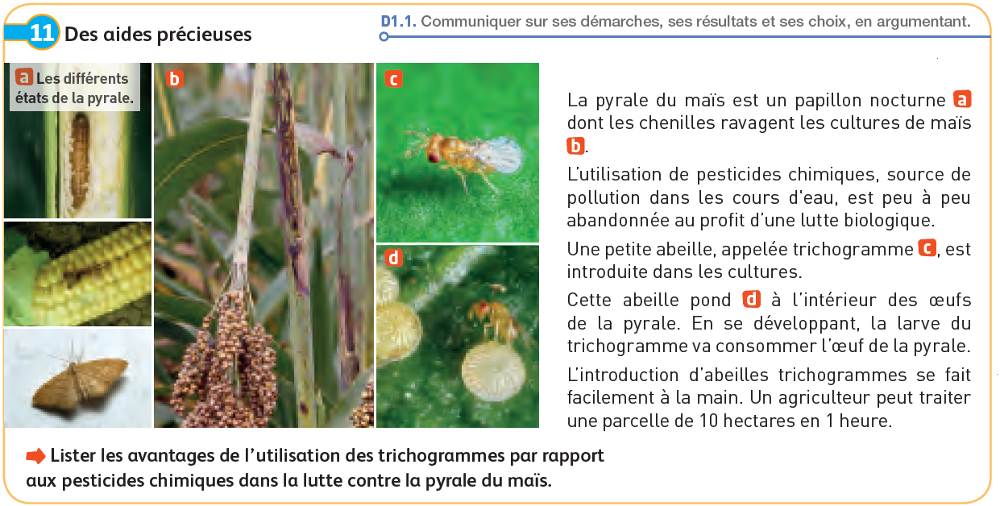 11 Des aides précieuses
D1.1. Communiquer sur ses démarches, ses résultats et ses choix, en argumentant.
a Les différents
états de la pyrale.
b
c
d
La pyrale du maïs est un papillon nocturne a
dont les chenilles ravagent les cultures de maïs
b.
L'utilisation de pesticides chimiques, source de
pollution dans les cours d'eau, est peu à peu
abandonnée au profit d'une lutte biologique.
Une petite abeille, appelée trichogramme c, est
introduite dans les cultures.
Cette abeille pond d à l'intérieur des œufs
de la pyrale. En se développant, la larve du
trichogramme va consommer l'œuf de la pyrale.
L'introduction d'abeilles trichogrammes se fait
facilement à la main. Un agriculteur peut traiter
une parcelle de 10 hectares en 1 heure.
Lister les avantages de l'utilisation des trichogrammes par rapport
aux pesticides chimiques dans la lutte contre la pyrale du maïs.